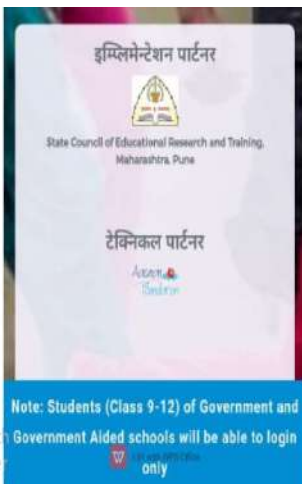 इम्प्लिमेन्टेशन पार्टनर
State Council of Educational Research and Training,
Maharashtra, Pune
टेक्निकल पार्टनर
Note: Students (Class 9-12) of Government and
Government Aided schools will be able to login
only